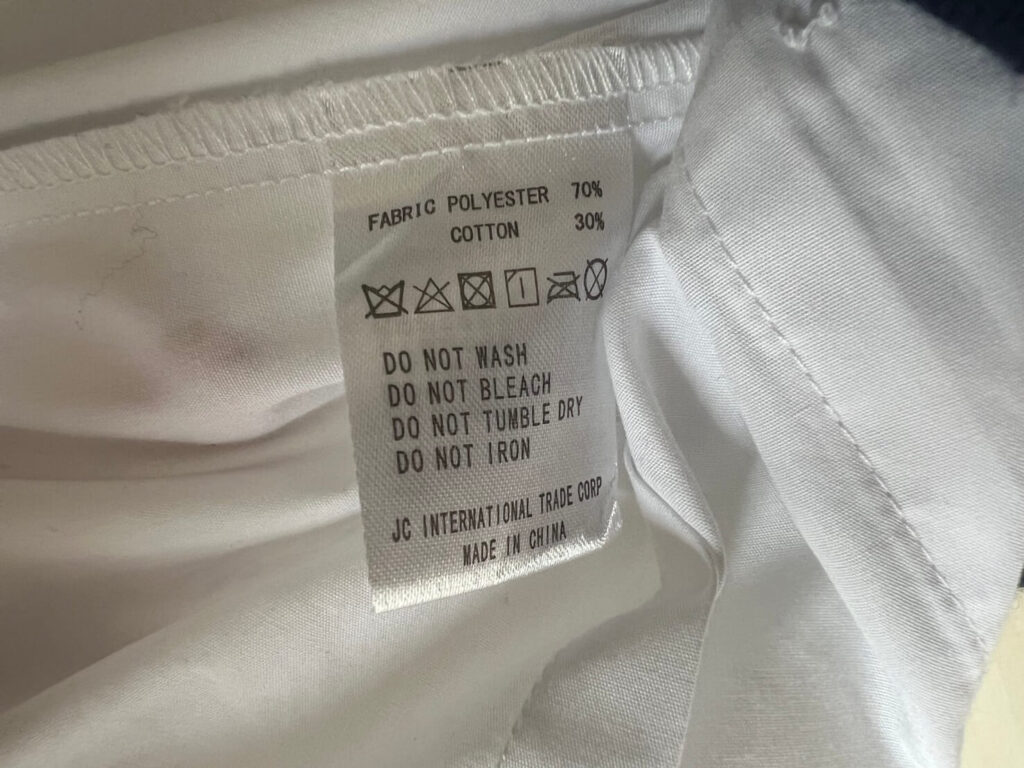 FABRIC POLYESTER 70%
COTTON 30%
DO NOT WASH
DO NOT BLEACH
DO NOT TUMBLE DRY
DO NOT IRON
JC INTERNATIONAL TRADE CORP
MADE IN CHINA